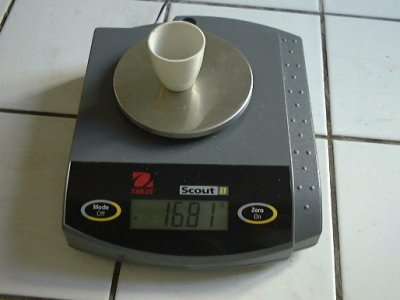 OHAUS
Scout II
Mode
Off
16.81
Zero
On